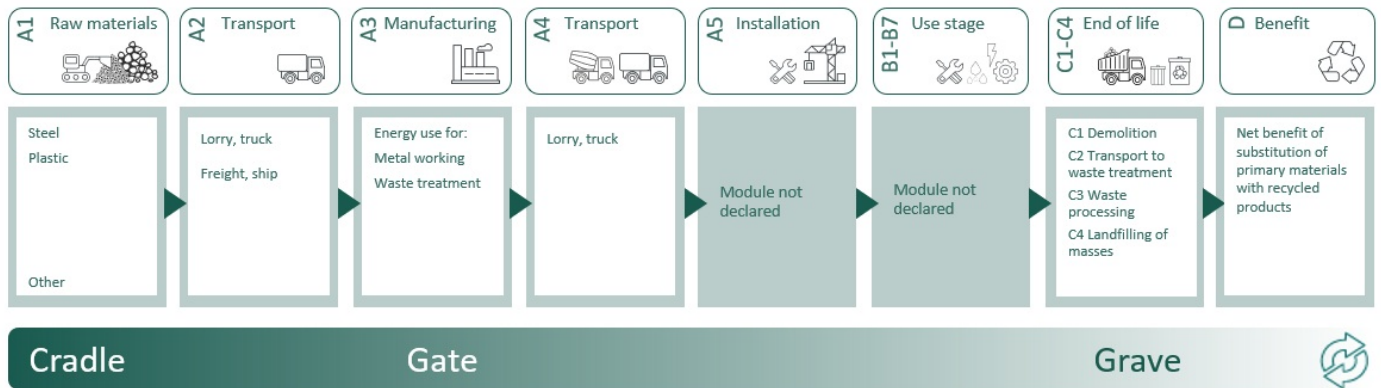 A1 Raw materials
A2 Transport
A3 Manufacturing
A4 Transport
A5 Installation
B1-B7 Use stage
C1-C4 End of life
D Benefit
Steel
Plastic
Other
Lorry, truck
Freight, ship
Energy use for:
Metal working
Waste treatment
Lorry, truck
Module not
declared
Module not
declared
C1 Demolition
C2 Transport to
waste treatment
C3 Waste
processing
C4 Landfilling of
masses
Net benefit of
substitution of
primary materials
with recycled
products
Cradle
Gate
Grave